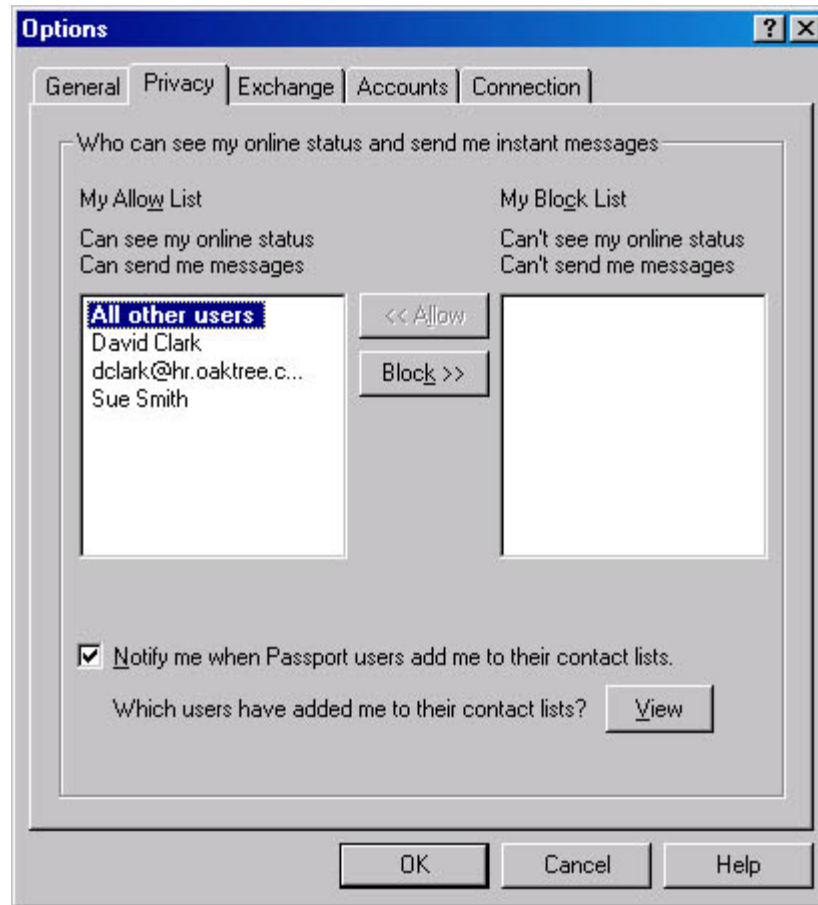 Options
General Privacy Exchange Accounts Connection
Who can see my online status and send me instant messages
My Allow List
Can see my online status
Can send me messages
All other users
David Clark
dclark@hr.oaktree.c...
Sue Smith
<< Allow
Block >>
My Block List
Can't see my online status
Can't send me messages
Notify me when Passport users add me to their contact lists.
Which users have added me to their contact lists? View
OK Cancel Help